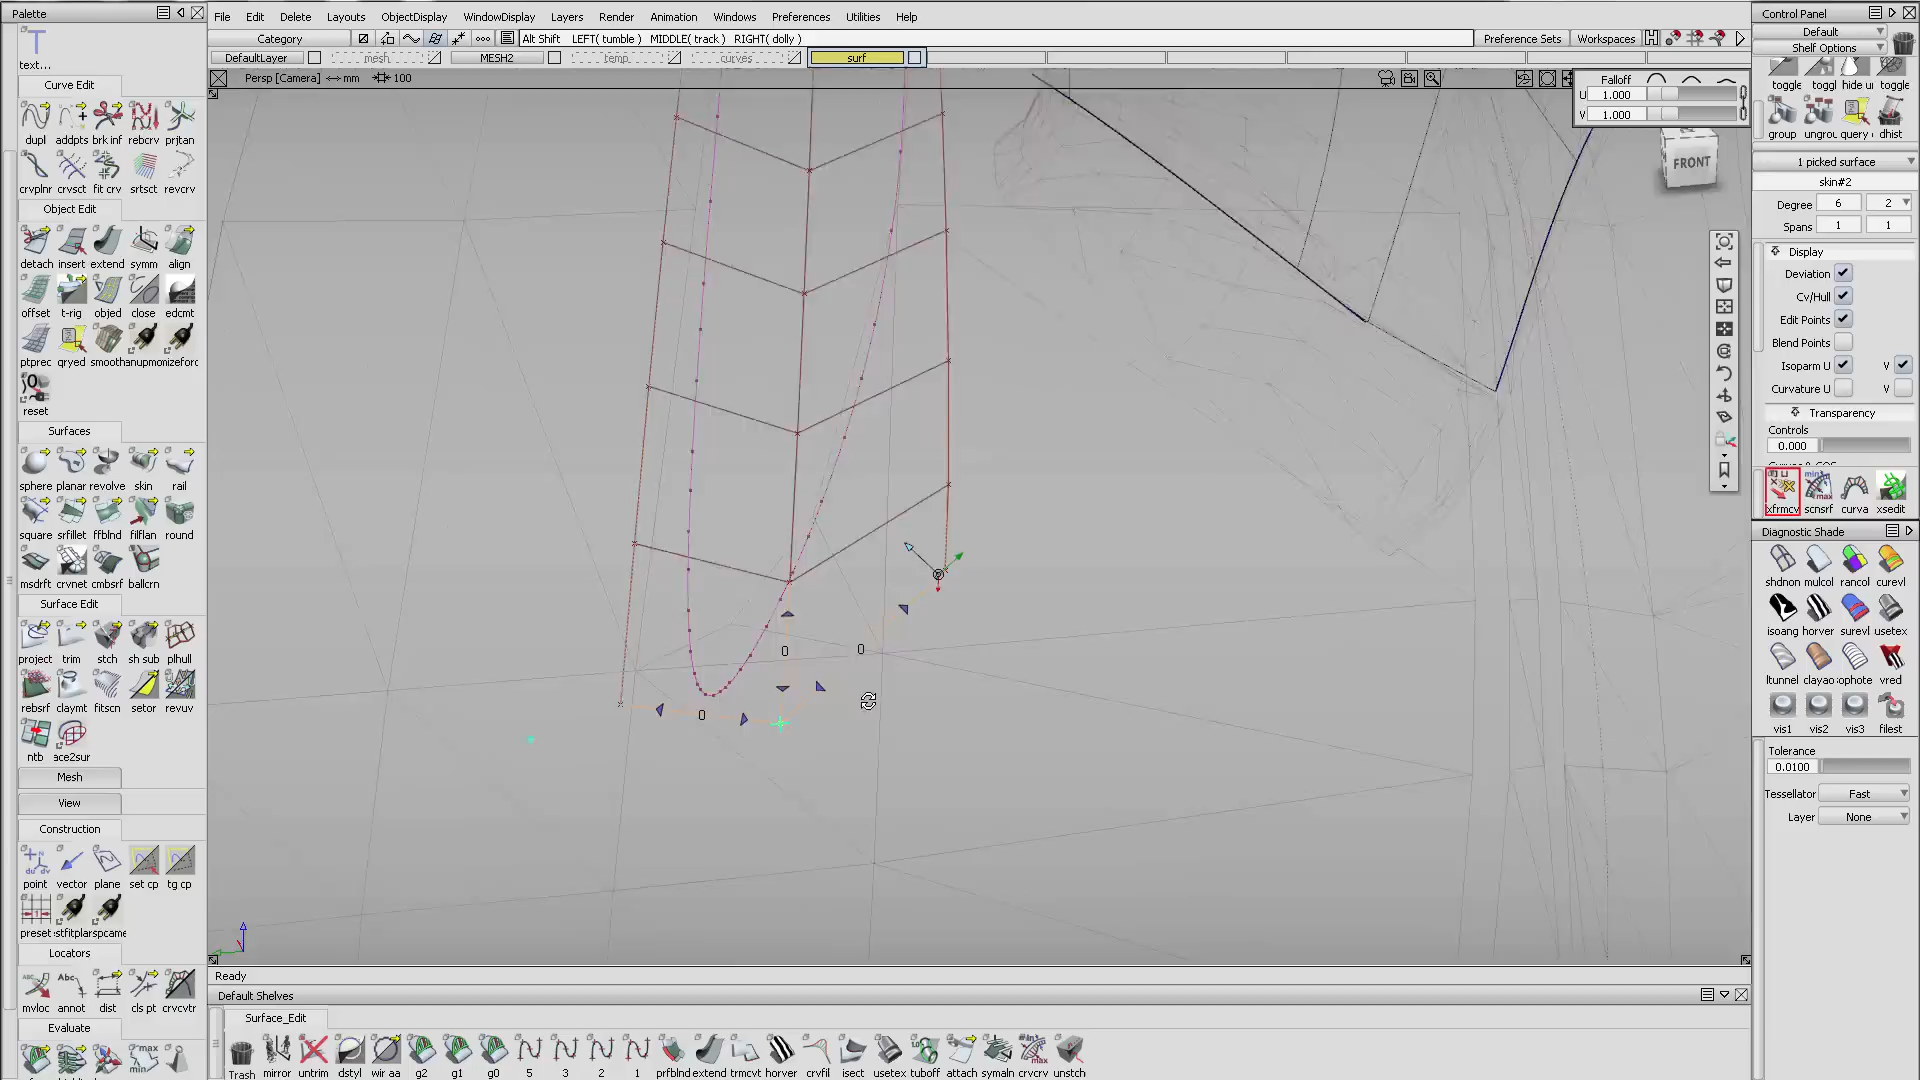 Palette
File Edit Delete Layouts ObjectDisplay WindowDisplay Layers Render Animation Windows Preferences Utilities Help
Control Panel
Default
Shelf Options
Category
Alt Shift LEFT( tumble ) MIDDLE( track ) RIGHT( dolly )
Preference Sets Workspaces
DefaultLayer mesh MESH2 temp curves surf
Persp [Camera] mm 100
Falloff
U 1.000
V 1.000
text...
Curve Edit
dupl addpts brk inf rebcrv prjtan
crvplnr crvsct fit crv srtsct revcrv
Object Edit
detach insert extend symm align
offset t-rig objed close edcmt
ptprec qryed smooth
reset
Surfaces
sphere planar revolve skin rail
square srfillet ffblnd filflan round
msdrft crvnet cmbsrf ballcrn
Surface Edit
project trim stch sh sub plhull
rebsrf claymt fitscn setor revuv
ntb ace2sur
Mesh
View
Construction
point vector plane set cp tg cp
preset
Locators
mvloc annot dist cls pt crvcvtr
Evaluate
FRONT
0
0
0
toggle toggl hide u toggle
group ungrou query dhist
1 picked surface
skin#2
Degree 6 2
Spans 1 1
Display
Deviation
Cv/Hull
Edit Points
Blend Points
Isoparm U V
Curvature U V
Transparency
Controls
0.000
xfrmcv scnsrf curva xsedit
Diagnostic Shade
shdnon mulcol rancol curevl
isoang horver surevl usetex
ltunnel clayao sophote vred
vis1 vis2 vis3 filest
Tolerance
0.0100
Tessellator Fast
Layer None
Ready
Default Shelves
Surface_Edit
Trash mirror untrim dstyl wir aa g2 g1 g0 5 3 2 1 prfblnd extend trmcvt horver crvfil isect usetex tuboff attach symaln crvcrv unstch